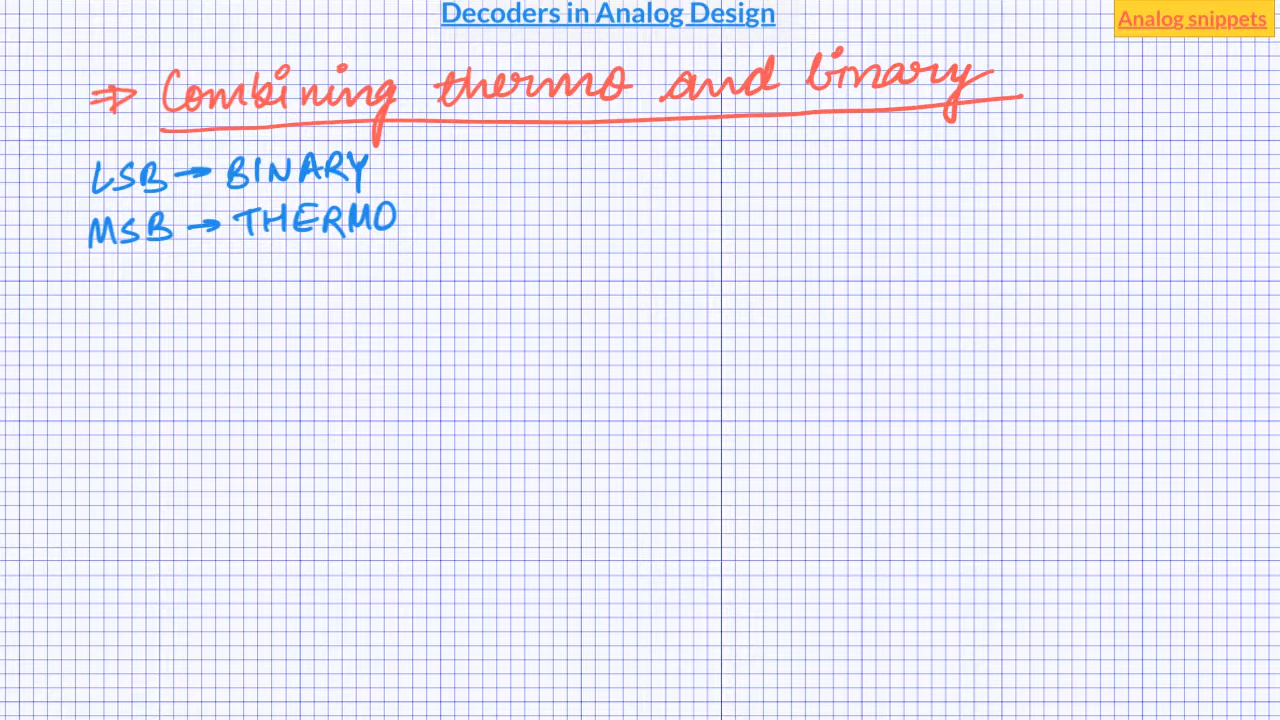 Decoders in Analog Design
Analog snippets
⇒ Combining thermo and binary
LSB → BINARY
MSB → THERMO